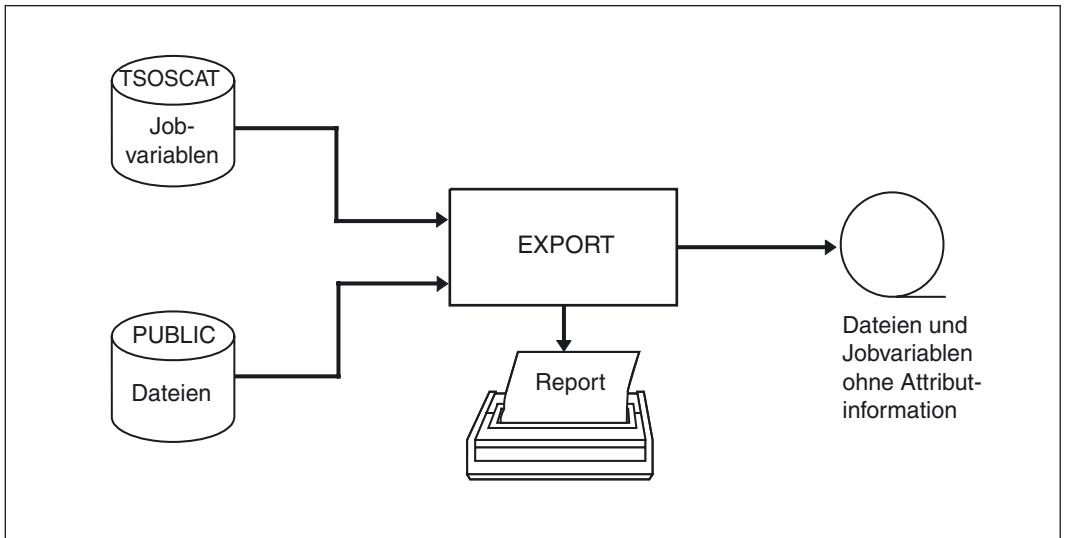 TSOSCAT
Job-
variablen
EXPORT
PUBLIC
Dateien
Report
Dateien und
Jobvariablen
ohne Attribut-
information